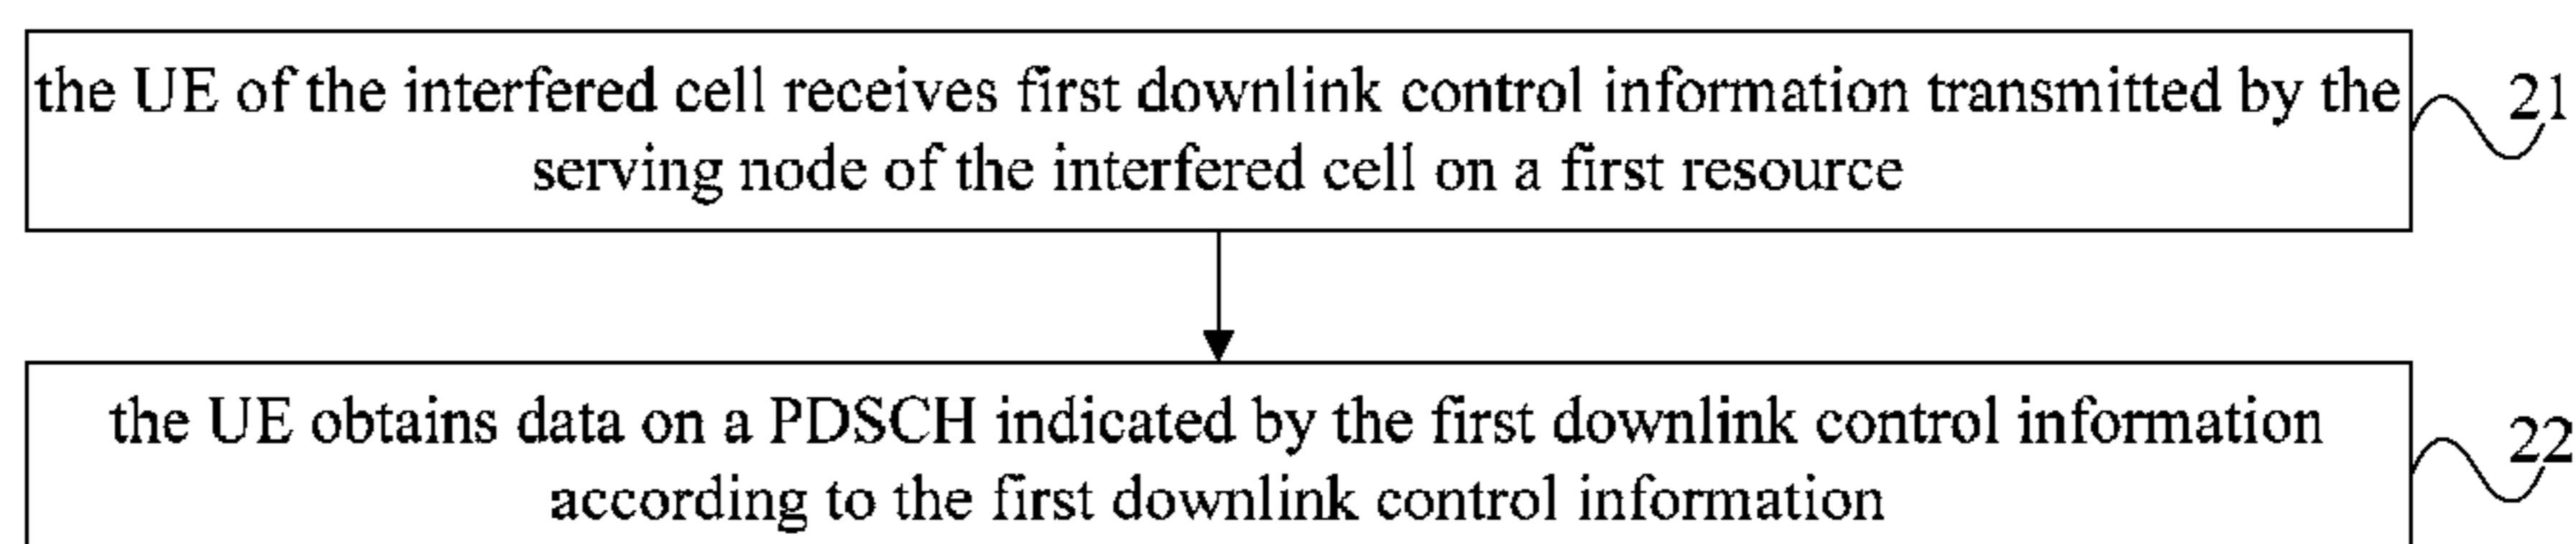 the UE of the interfered cell receives first downlink control information transmitted by the
serving node of the interfered cell on a first resource
21
the UE obtains data on a PDSCH indicated by the first downlink control information
according to the first downlink control information
22